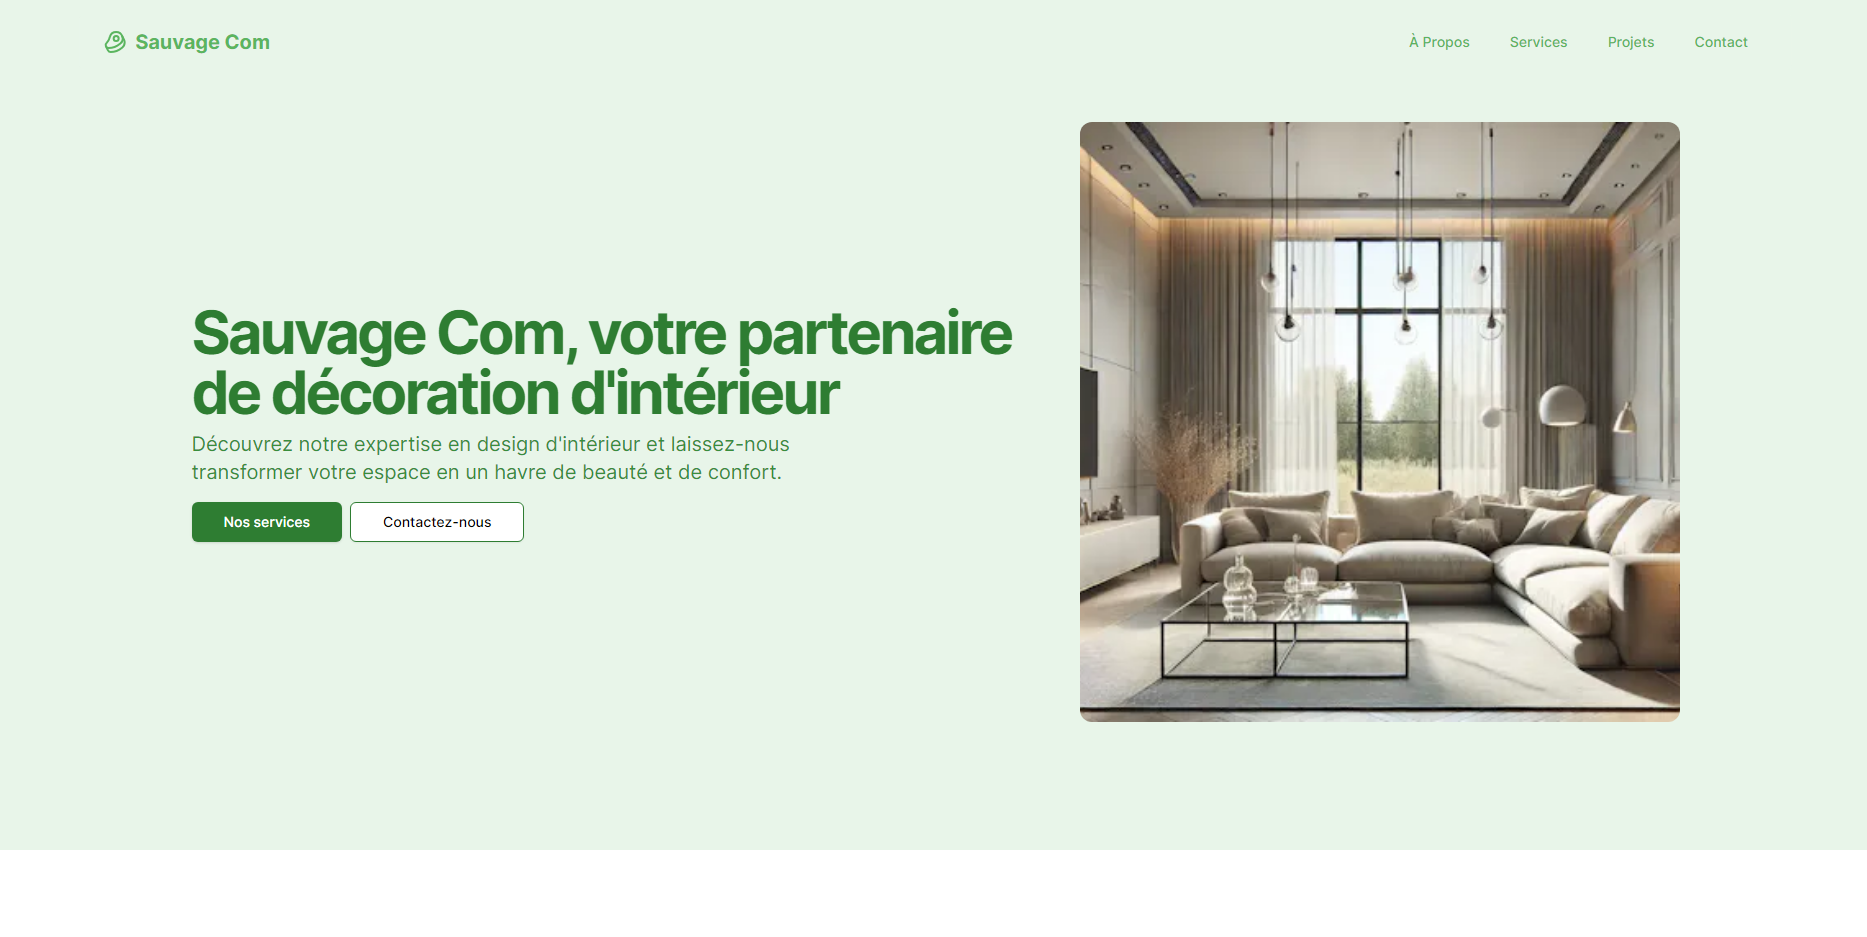 Sauvage Com
À Propos
Services
Projets
Contact
Sauvage Com, votre partenaire
de décoration d'intérieur
Découvrez notre expertise en design d'intérieur et laissez-nous
transformer votre espace en un havre de beauté et de confort.
Nos services
Contactez-nous